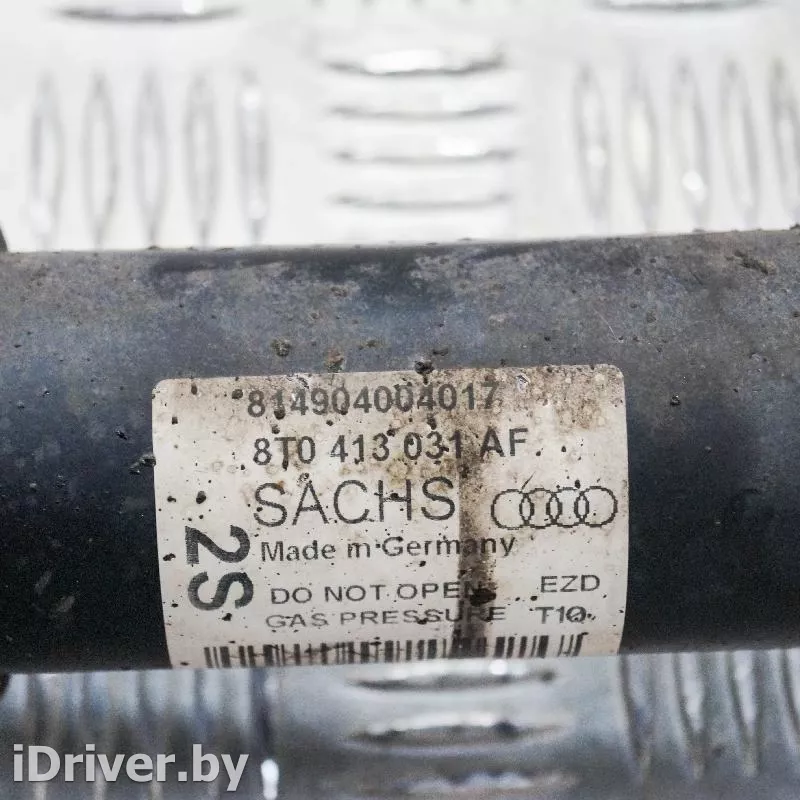 814904004017
8T0 413 031 AF
SACHS
2S
Made in Germany
DO NOT OPEN EZD
GAS PRESSURE T10
iDriver.by